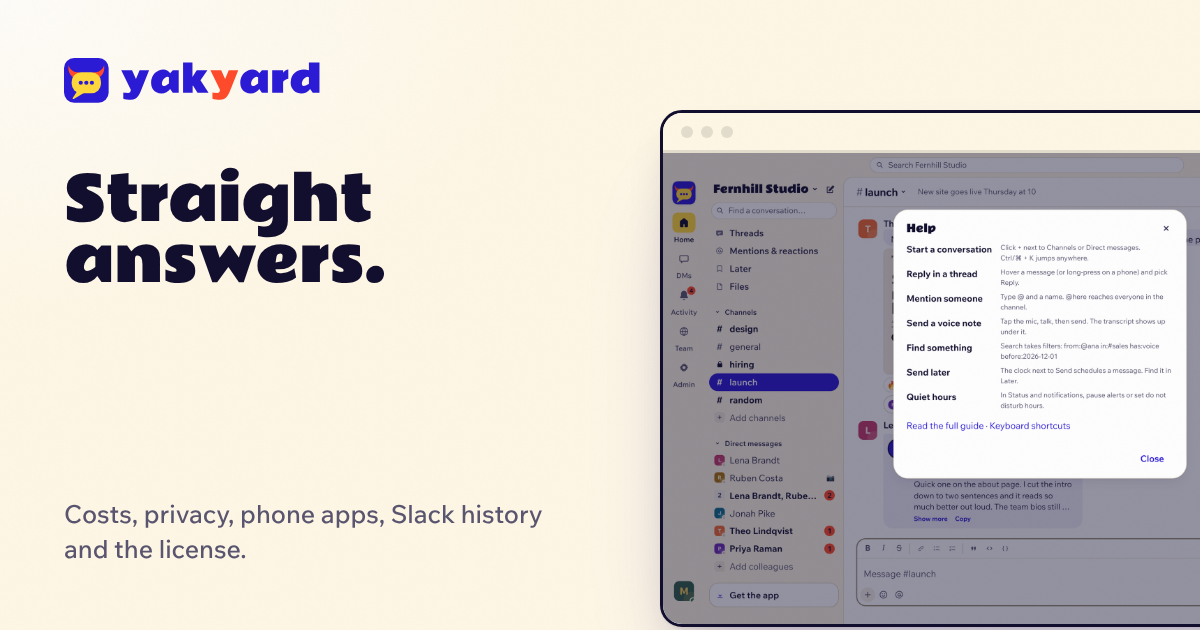 yakyard
Straight
answers.
Costs, privacy, phone apps, Slack history
and the license.
Search Fernhill Studio
Fernhill Studio
Find a conversation...
Home
DMs
4
Activity
Team
Admin
M
Threads
Mentions & reactions
Later
Files
Channels
# design
# general
hiring
# launch
# random
+ Add channels
Direct messages
Lena Brandt
Ruben Costa
2 Lena Brandt, Rube... 2
Jonah Pike
Theo Lindqvist 1
Priya Raman 1
+ Add colleagues
Get the app
# launch
New site goes live Thursday at 10
T
Th
L
Le
Help
×
Start a conversation
Click + next to Channels or Direct messages.
Ctrl/⌘ + K jumps anywhere.
Reply in a thread
Hover a message (or long-press on a phone) and pick
Reply.
Mention someone
Type @ and a name. @here reaches everyone in the
channel.
Send a voice note
Tap the mic, talk, then send. The transcript shows up
under it.
Find something
Search takes filters: from:@ana in:#sales has:voice
before:2026-12-01
Send later
The clock next to Send schedules a message. Find it in
Later.
Quiet hours
In Status and notifications, pause alerts or set do not
disturb hours.
Read the full guide · Keyboard shortcuts
Close
Quick one on the about page. I cut the intro
down to two sentences and it reads so
much better out loud. The team bios still ...
Show more Copy
B I S
Message #launch